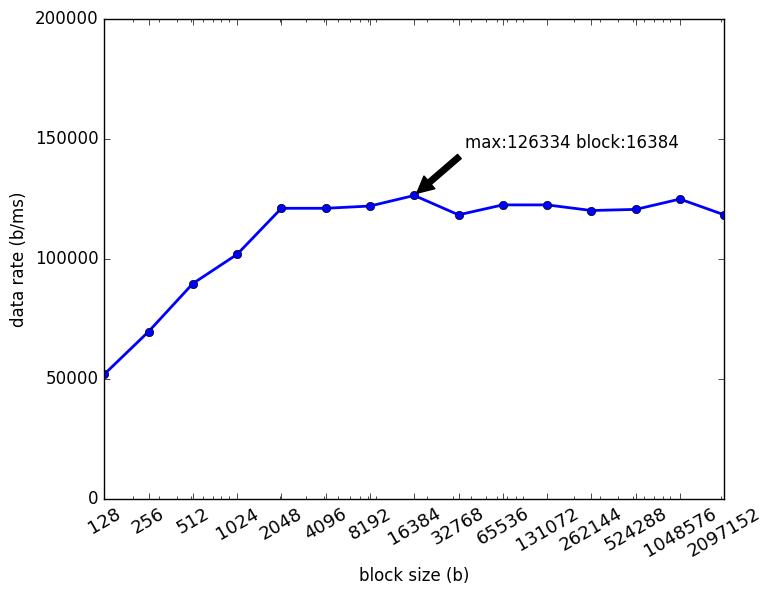 200000
150000
100000
50000
0
data rate (b/ms)
max:126334 block:16384
128 256 512 1024 2048 4096 8192 16384 32768 65536 131072 262144 524288 1048576 2097152
block size (b)